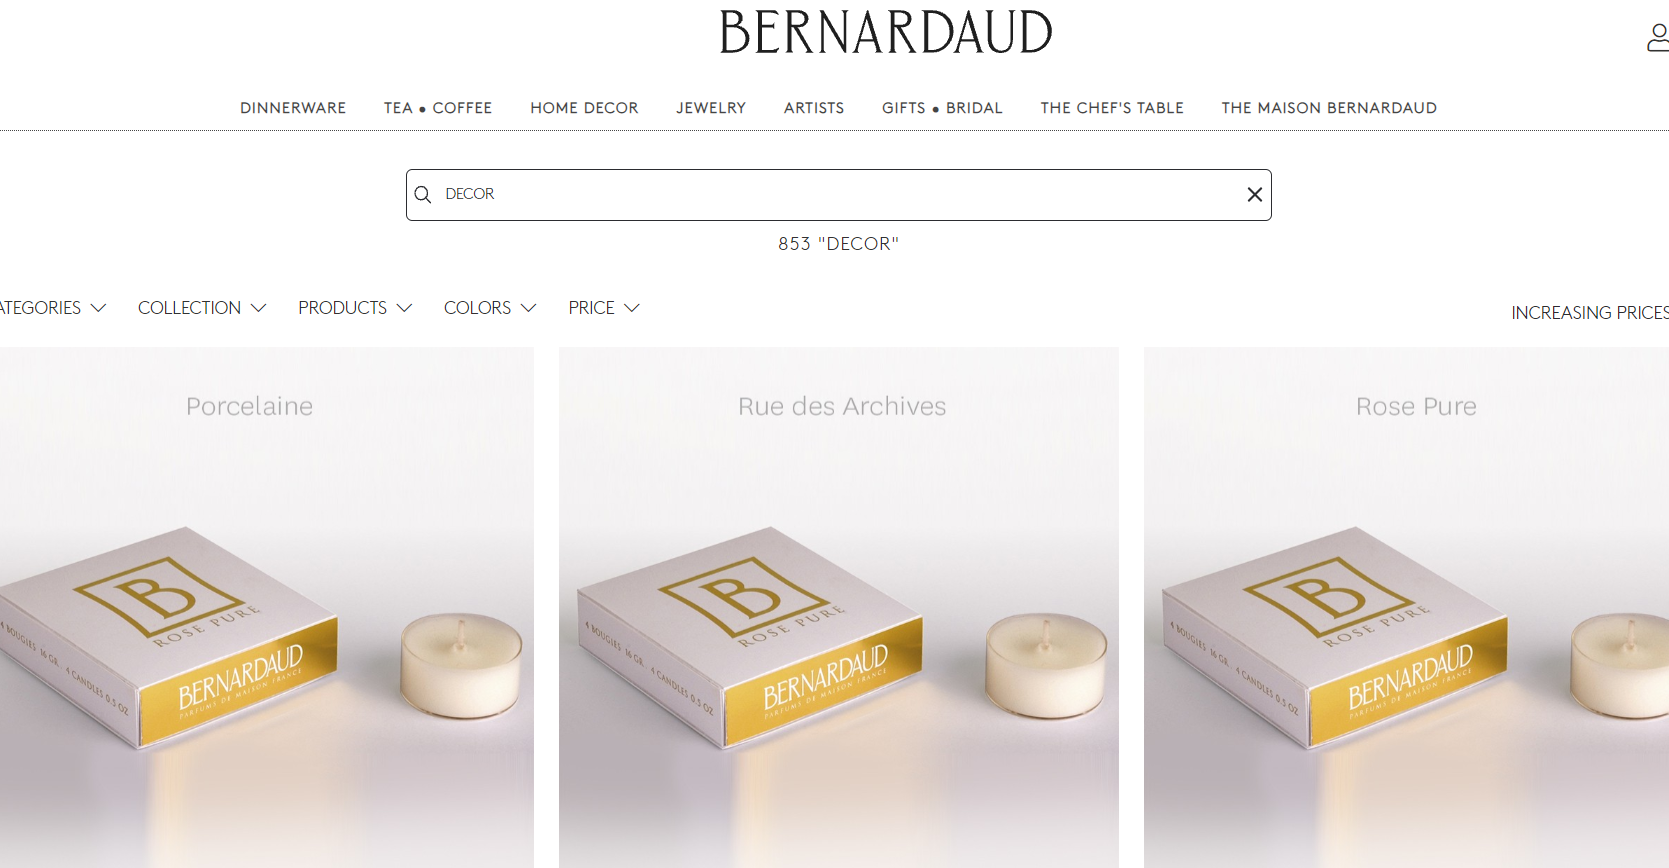 BERNARDAUD
DINNERWARE TEA • COFFEE HOME DECOR JEWELRY ARTISTS GIFTS • BRIDAL THE CHEF'S TABLE THE MAISON BERNARDAUD
DECOR
853 "DECOR"
ATEGORIES COLLECTION PRODUCTS COLORS PRICE
INCREASING PRICES
Porcelaine
B
ROSE PURE
4 BOUGIES 16 GR. 4 CANDLES 0.5 OZ
BERNARDAUD
PARFUMS DE MAISON FRANCE
Rue des Archives
B
ROSE PURE
4 BOUGIES 16 GR. 4 CANDLES 0.5 OZ
BERNARDAUD
PARFUMS DE MAISON FRANCE
Rose Pure
B
ROSE PURE
4 BOUGIES 16 GR. 4 CANDLES 0.5 OZ
BERNARDAUD
PARFUMS DE MAISON FRANCE